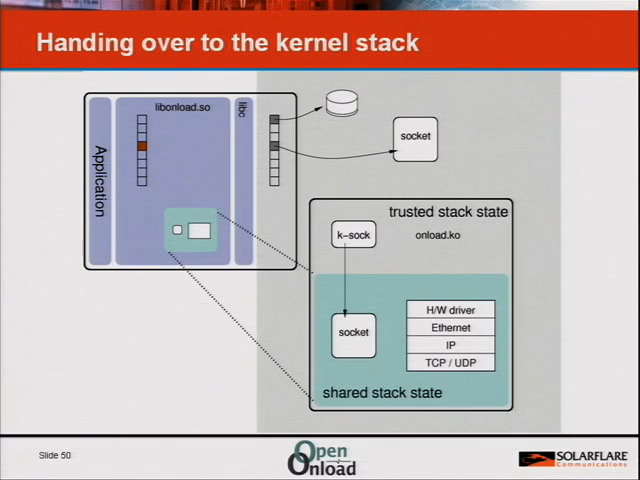 Handing over to the kernel stack
libonload.so
libc
Application
socket
trusted stack state
k-sock
onload.ko
socket
H/W driver
Ethernet
IP
TCP / UDP
shared stack state
Slide 50
Open
Onload
SOLARFLARE
Communications